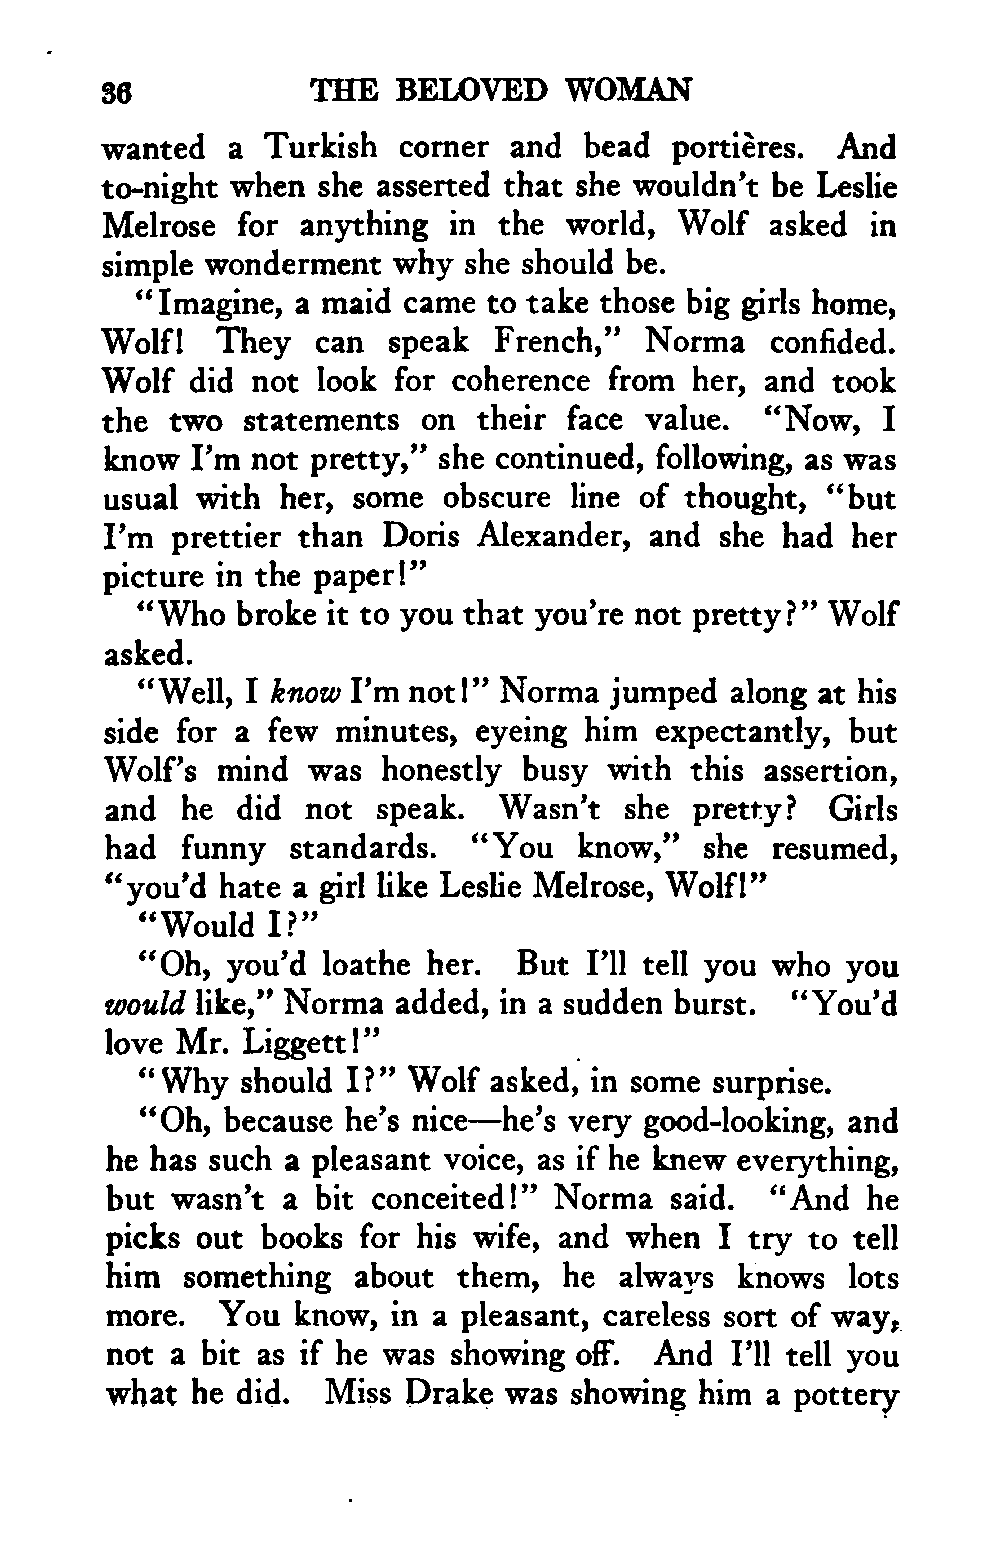 36 THE BELOVED WOMAN
wanted a Turkish corner and bead portières. And
to-night when she asserted that she wouldn't be Leslie
Melrose for anything in the world, Wolf asked in
simple wonderment why she should be.
"Imagine, a maid came to take those big girls home,
Wolf! They can speak French," Norma confided.
Wolf did not look for coherence from her, and took
the two statements on their face value. "Now, I
know I'm not pretty," she continued, following, as was
usual with her, some obscure line of thought, "but
I'm prettier than Doris Alexander, and she had her
picture in the paper!"
"Who broke it to you that you're not pretty?" Wolf
asked.
"Well, I know I'm not!" Norma jumped along at his
side for a few minutes, eyeing him expectantly, but
Wolf's mind was honestly busy with this assertion,
and he did not speak. Wasn't she pretty? Girls
had funny standards. "You know," she resumed,
"you'd hate a girl like Leslie Melrose, Wolf!"
"Would I?"
"Oh, you'd loathe her. But I'll tell you who you
would like," Norma added, in a sudden burst. "You'd
love Mr. Liggett!"
"Why should I?" Wolf asked, in some surprise.
"Oh, because he's nice—he's very good-looking, and
he has such a pleasant voice, as if he knew everything,
but wasn't a bit conceited!" Norma said. "And he
picks out books for his wife, and when I try to tell
him something about them, he always knows lots
more. You know, in a pleasant, careless sort of way,
not a bit as if he was showing off. And I'll tell you
what he did. Miss Drake was showing him a pottery